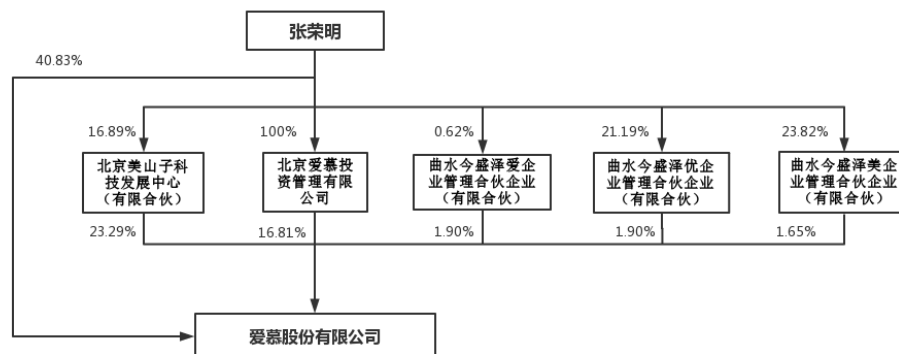 张荣明
40.83%
16.89%
100%
0.62%
21.19%
23.82%
北京美山子科
技发展中心
（有限合伙）
北京爱慕投
资管理有限
公司
曲水今盛泽爱企
业管理合伙企业
（有限合伙）
曲水今盛泽优企
业管理合伙企业
（有限合伙）
曲水今盛泽美企
业管理合伙企业
（有限合伙）
23.29%
16.81%
1.90%
1.90%
1.65%
爱慕股份有限公司